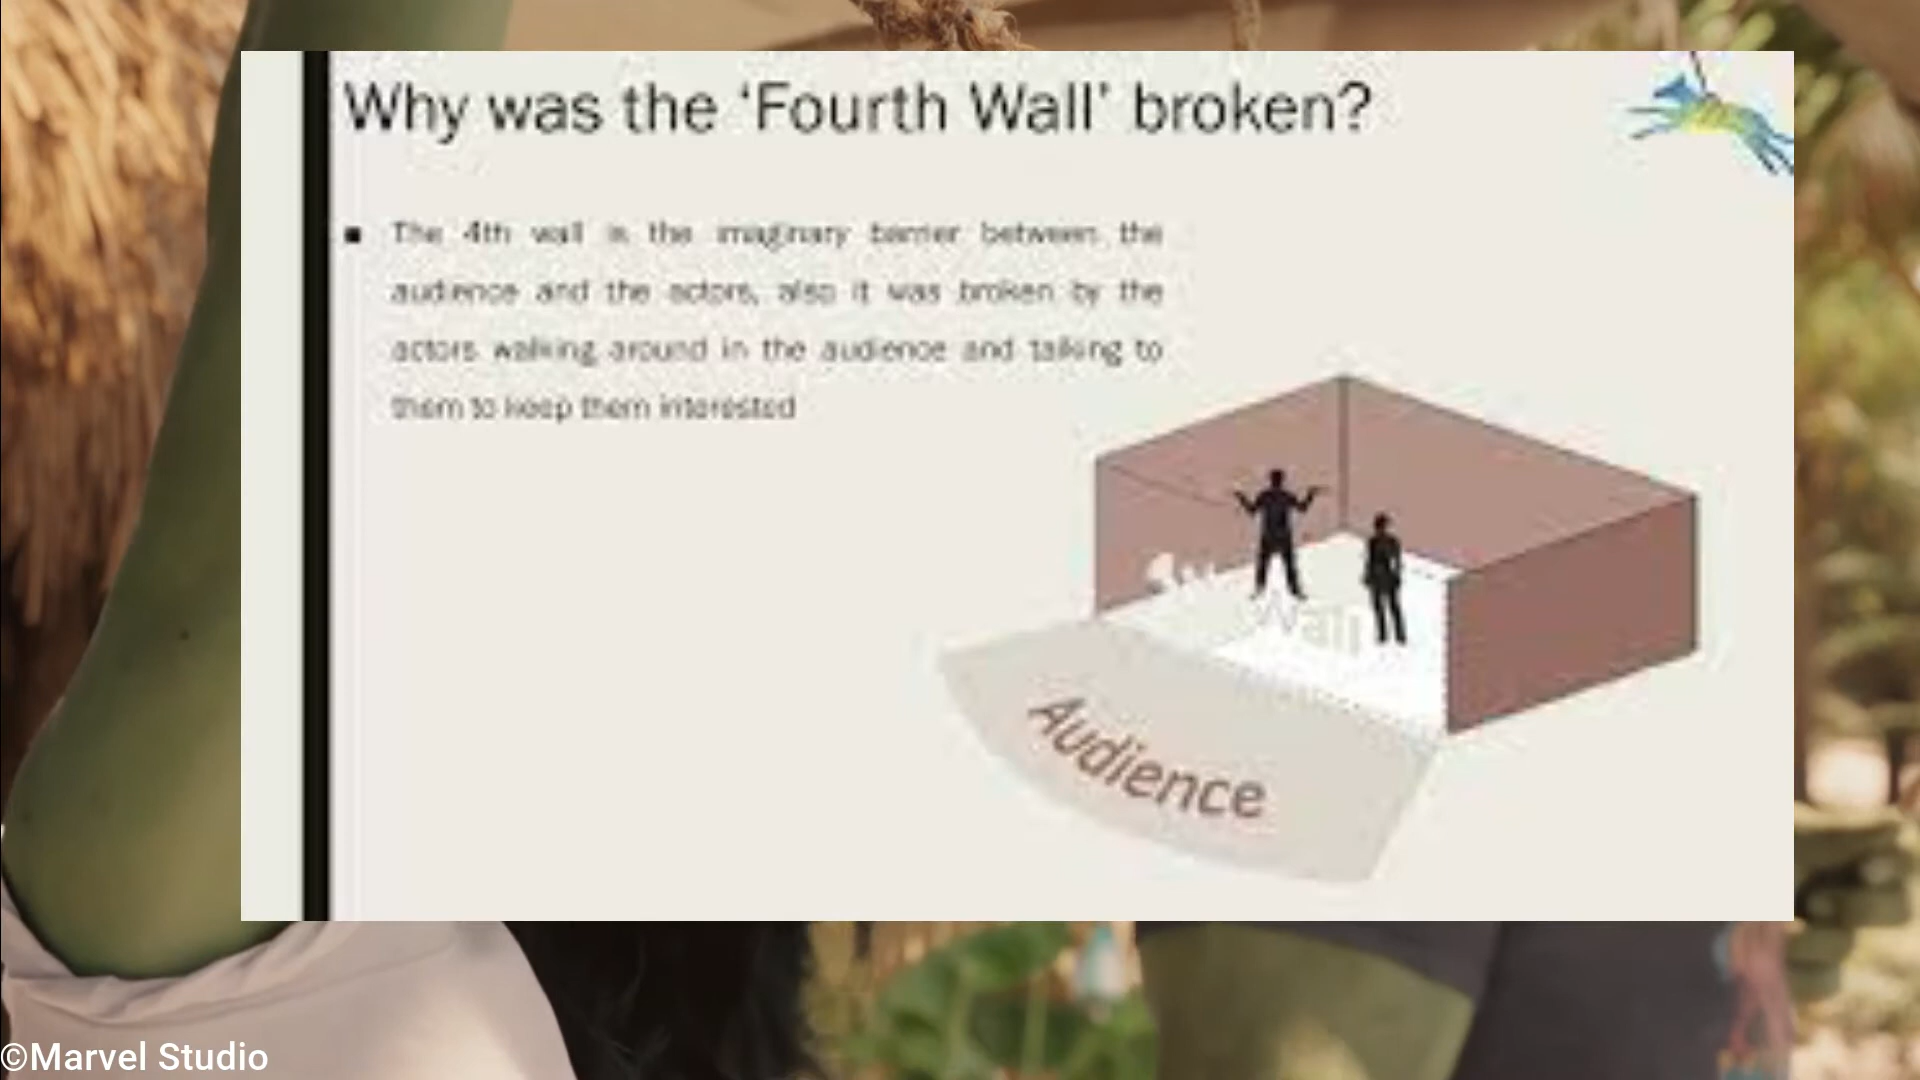 Why was the ‘Fourth Wall’ broken?
▪ The 4th wall is the imaginary barrier between the
audience and the actors, also it was broken by the
actors walking around in the audience and talking to
them to keep them interested
Audience
©Marvel Studio